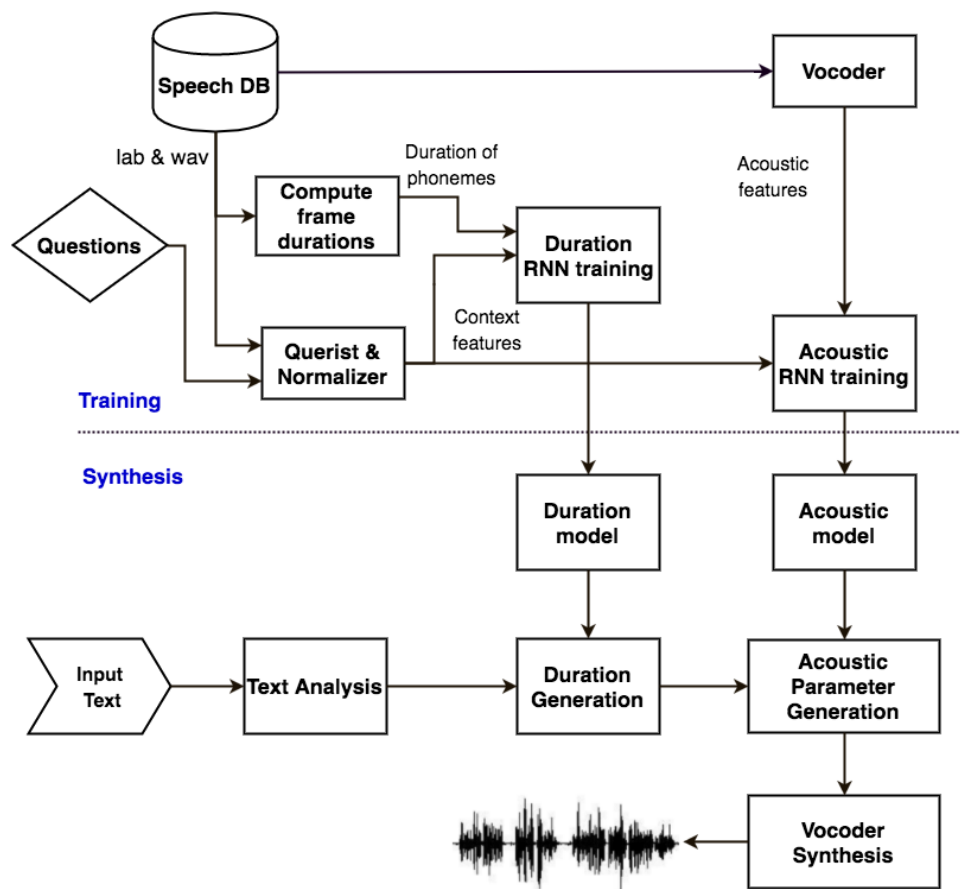 Speech DB
Vocoder
lab & wav
Duration of
phonemes
Acoustic
features
Compute
frame
durations
Questions
Duration
RNN training
Context
features
Querist &
Normalizer
Acoustic
RNN training
Training
Synthesis
Duration
model
Acoustic
model
Input
Text
Text Analysis
Duration
Generation
Acoustic
Parameter
Generation
Vocoder
Synthesis